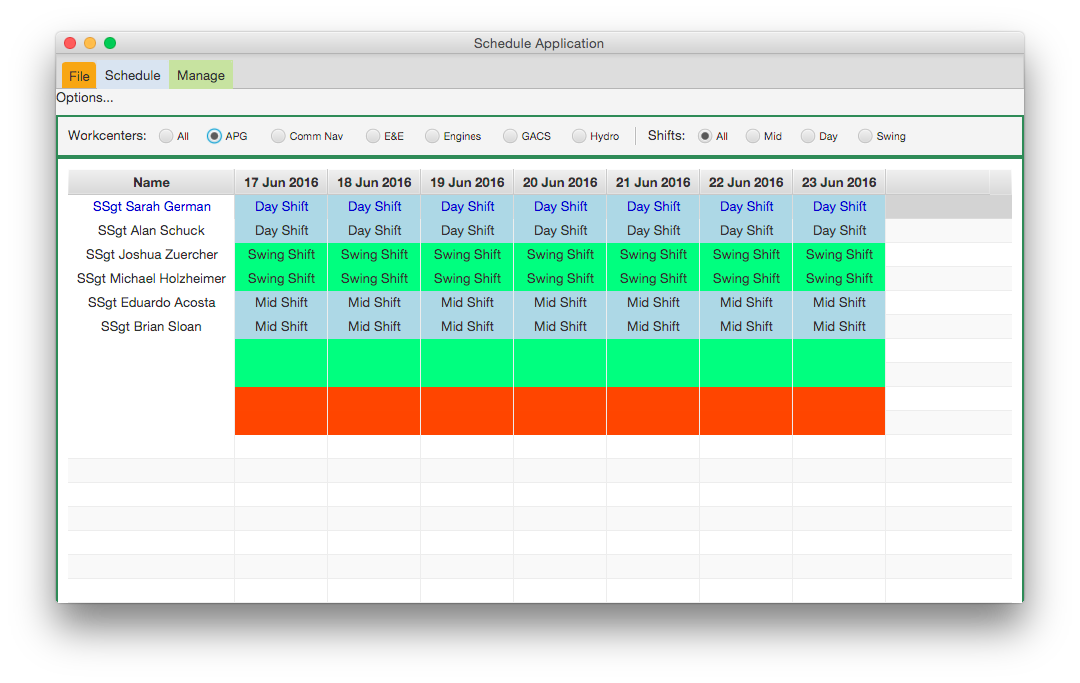 Schedule Application
File Schedule Manage
Options...
Workcenters: All APG Comm Nav E&E Engines GACS Hydro Shifts: All Mid Day Swing
Name 17 Jun 2016 18 Jun 2016 19 Jun 2016 20 Jun 2016 21 Jun 2016 22 Jun 2016 23 Jun 2016
SSgt Sarah German Day Shift Day Shift Day Shift Day Shift Day Shift Day Shift Day Shift
SSgt Alan Schuck Day Shift Day Shift Day Shift Day Shift Day Shift Day Shift Day Shift
SSgt Joshua Zuercher Swing Shift Swing Shift Swing Shift Swing Shift Swing Shift Swing Shift Swing Shift
SSgt Michael Holzheimer Swing Shift Swing Shift Swing Shift Swing Shift Swing Shift Swing Shift Swing Shift
SSgt Eduardo Acosta Mid Shift Mid Shift Mid Shift Mid Shift Mid Shift Mid Shift Mid Shift
SSgt Brian Sloan Mid Shift Mid Shift Mid Shift Mid Shift Mid Shift Mid Shift Mid Shift